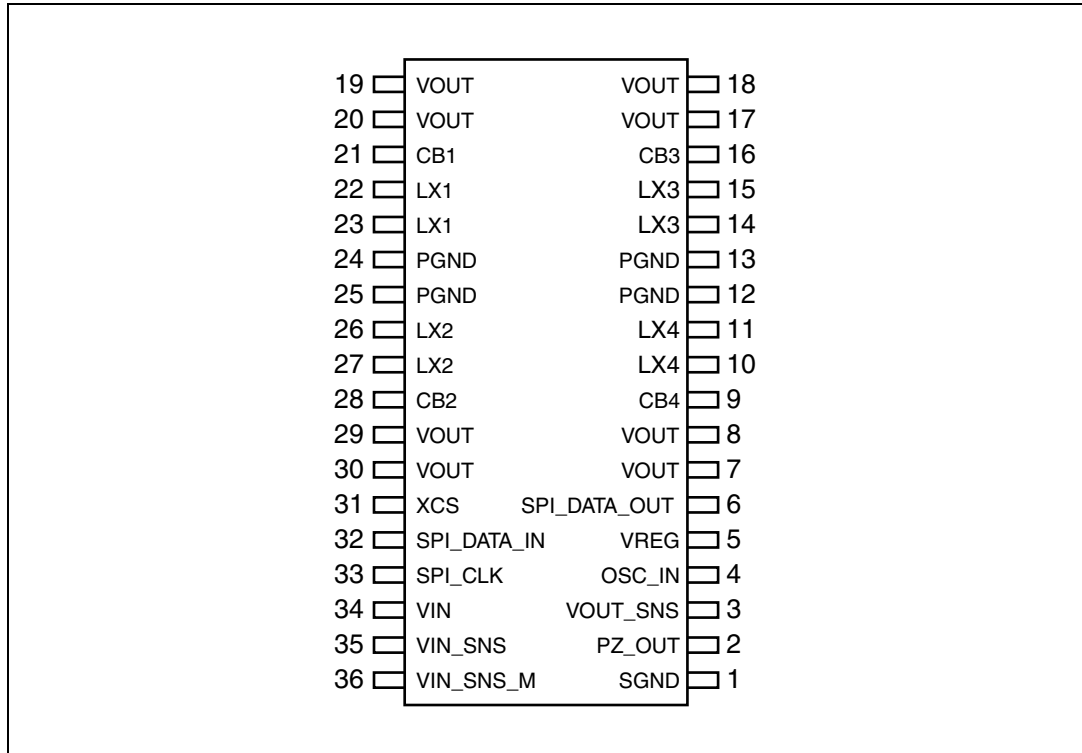 19 VOUT VOUT 18
20 VOUT VOUT 17
21 CB1 CB3 16
22 LX1 LX3 15
23 LX1 LX3 14
24 PGND PGND 13
25 PGND PGND 12
26 LX2 LX4 11
27 LX2 LX4 10
28 CB2 CB4 9
29 VOUT VOUT 8
30 VOUT VOUT 7
31 XCS SPI_DATA_OUT 6
32 SPI_DATA_IN VREG 5
33 SPI_CLK OSC_IN 4
34 VIN VOUT_SNS 3
35 VIN_SNS PZ_OUT 2
36 VIN_SNS_M SGND 1